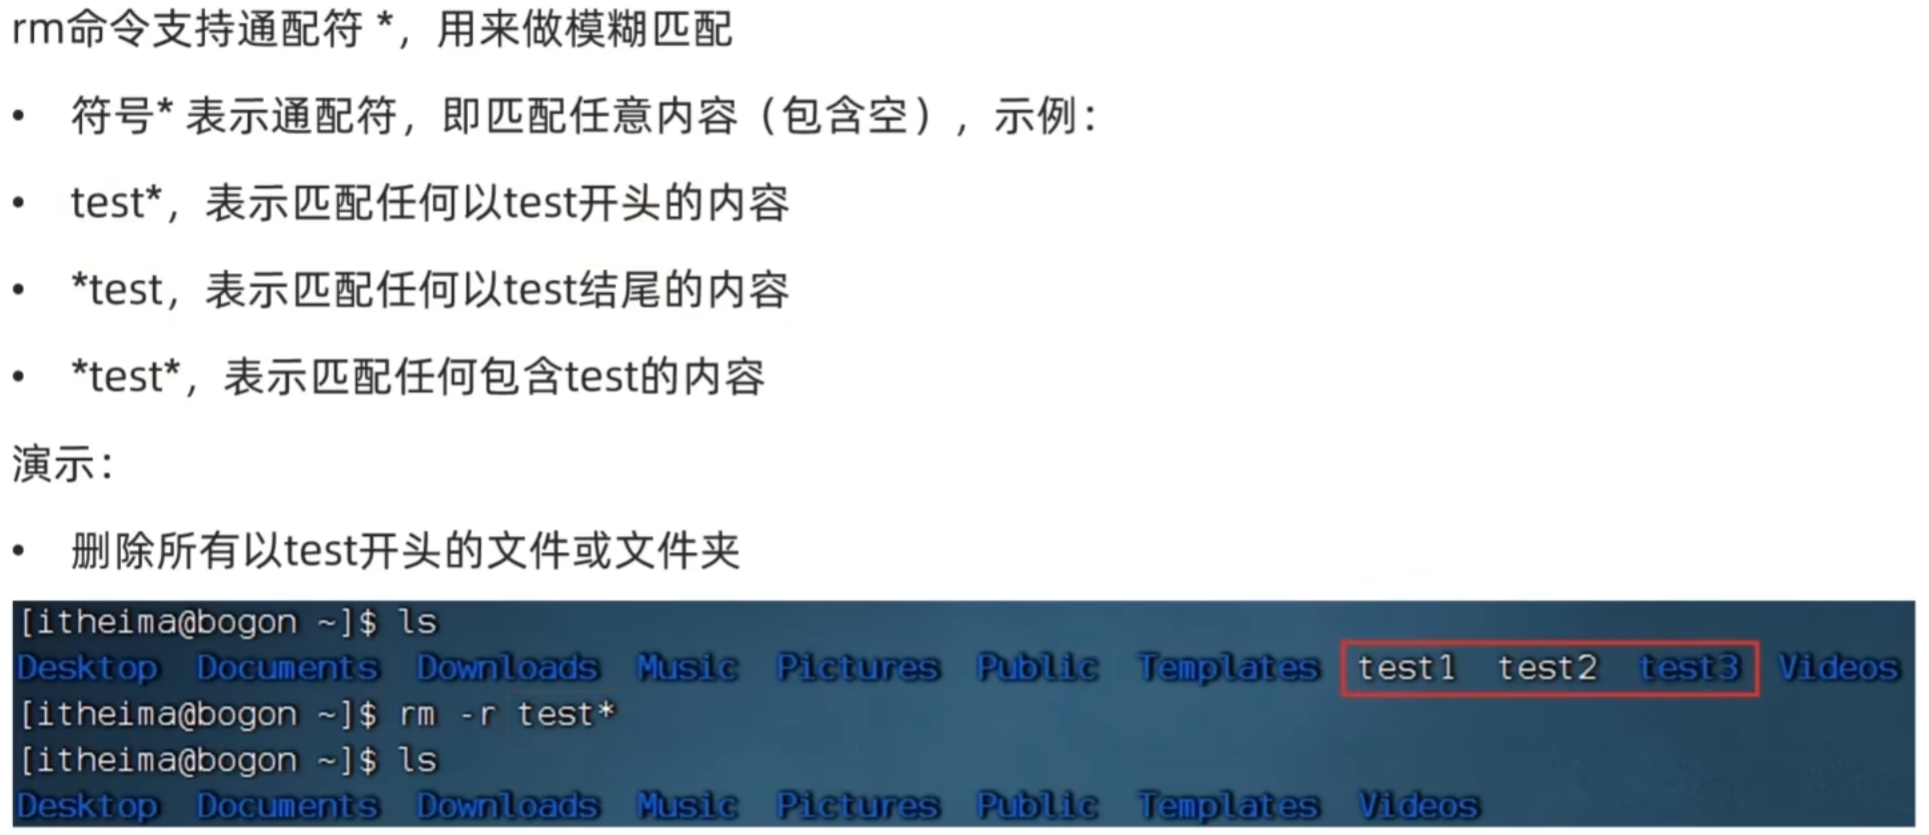 rm命令支持通配符 *，用来做模糊匹配
• 符号* 表示通配符，即匹配任意内容（包含空），示例：
• test*，表示匹配任何以test开头的内容
• *test，表示匹配任何以test结尾的内容
• *test*，表示匹配任何包含test的内容
演示：
• 删除所有以test开头的文件或文件夹
[itheima@bogon ~]$ ls
Desktop Documents Downloads Music Pictures Public Templates test1 test2 test3 Videos
[itheima@bogon ~]$ rm -r test*
[itheima@bogon ~]$ ls
Desktop Documents Downloads Music Pictures Public Templates Videos